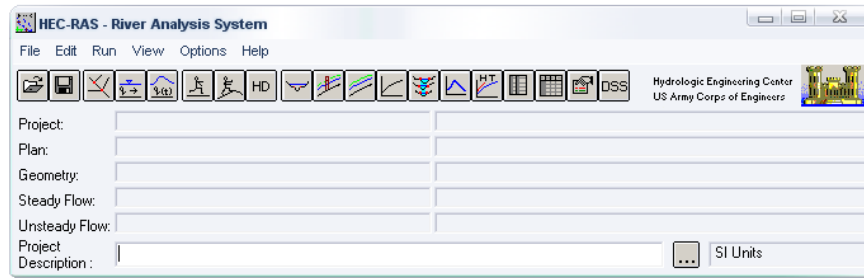 HEC-RAS - River Analysis System
File Edit Run View Options Help
HD HT DSS
Hydrologic Engineering Center
US Army Corps of Engineers
Project:
Plan:
Geometry:
Steady Flow:
Unsteady Flow:
Project
Description :
... SI Units